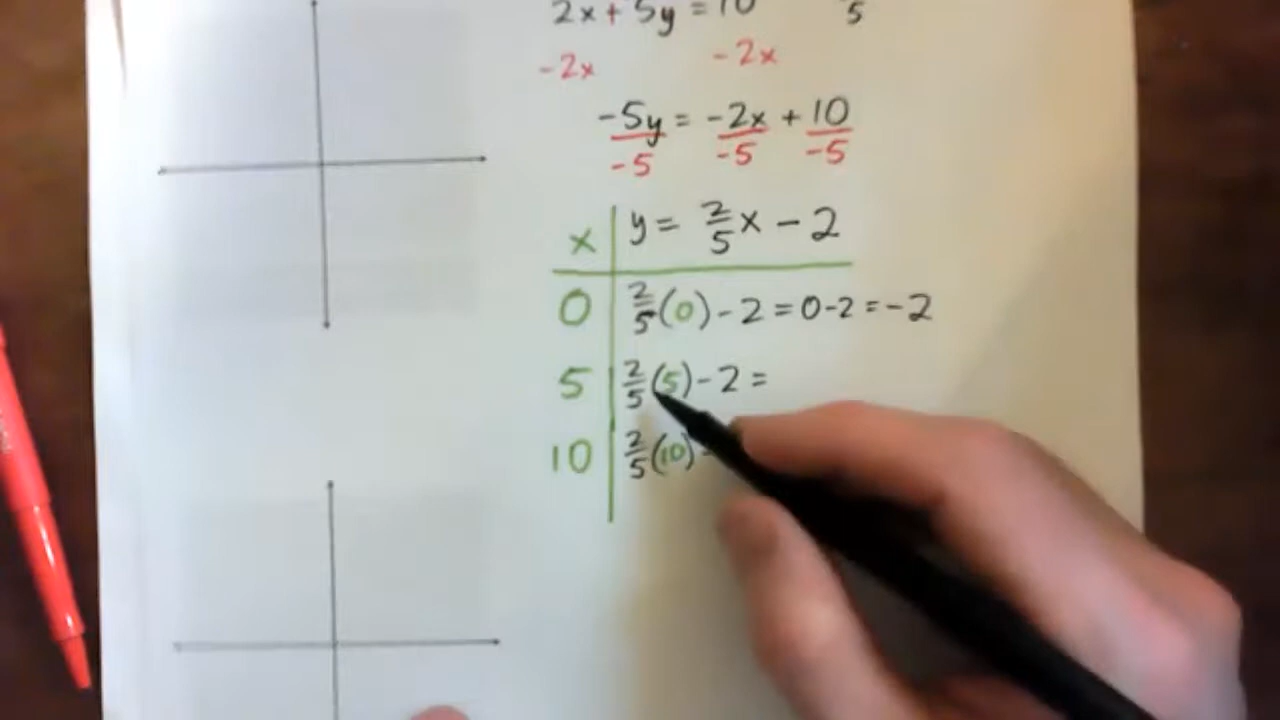 2x + 5y = 10 5
-2x -2x
-5y = -2x + 10
-5 -5 -5
x y = 2/5 x - 2
0 2/5 (0) - 2 = 0 - 2 = -2
5 2/5 (5) - 2 =
10 2/5 (10)